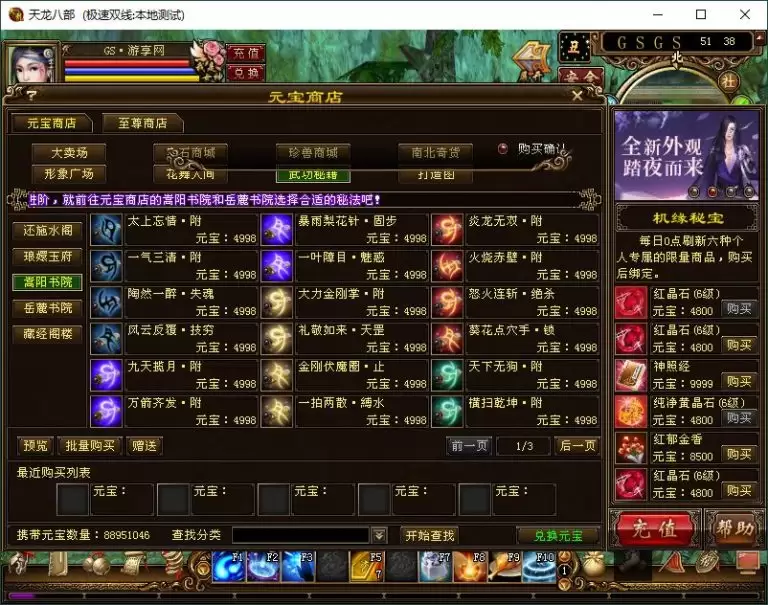 天龙八部 (极速双线:本地测试)
GS·游享网
充值
兑换
丑
GSGS 51 38
北
社
安全
? 元宝商店
元宝商店 至尊商店
大卖场 宝石商城 珍兽商城 南北奇货 购买确认
形象广场 花舞人间 武功秘籍 打造图
进阶，就前往元宝商店的嵩阳书院和岳麓书院选择合适的秘法吧！
还施水阁
琅嬛玉府
嵩阳书院
岳麓书院
藏经阁楼
太上忘情·附 元宝：4998
暴雨梨花针·固步 元宝：4998
炎龙无双·附 元宝：4998
一气三清·附 元宝：4998
一叶障目·魅惑 元宝：4998
火烧赤壁·附 元宝：4998
陶然一醉·失魂 元宝：4998
大力金刚掌·附 元宝：4998
怒火连斩·绝杀 元宝：4998
风云反覆·技穷 元宝：4998
礼敬如来·天罡 元宝：4998
葵花点穴手·锁 元宝：4998
九天揽月·附 元宝：4998
金刚伏魔圈·止 元宝：4998
天下无狗·附 元宝：4998
万箭齐发·附 元宝：4998
一拍两散·缚水 元宝：4998
横扫乾坤·附 元宝：4998
预览 批量购买 赠送 前一页 1/3 后一页
最近购买列表
元宝： 元宝： 元宝： 元宝： 元宝：
携带元宝数量：88951046 查找分类 开始查找 兑换元宝
全新外观
踏夜而来
机缘秘宝
每日0点刷新六种个
人专属的限量商品，购买
后绑定。
红晶石(6级)
元宝：4800 购买
红晶石(6级)
元宝：4800 购买
神照经
元宝：9999 购买
纯净黄晶石(6级)
元宝：4800 购买
红郁金香
元宝：8500 购买
红晶石(6级)
元宝：4800 购买
充值 帮助
F1 F2 F3 F5 F7 F8 F9 F10
7
1